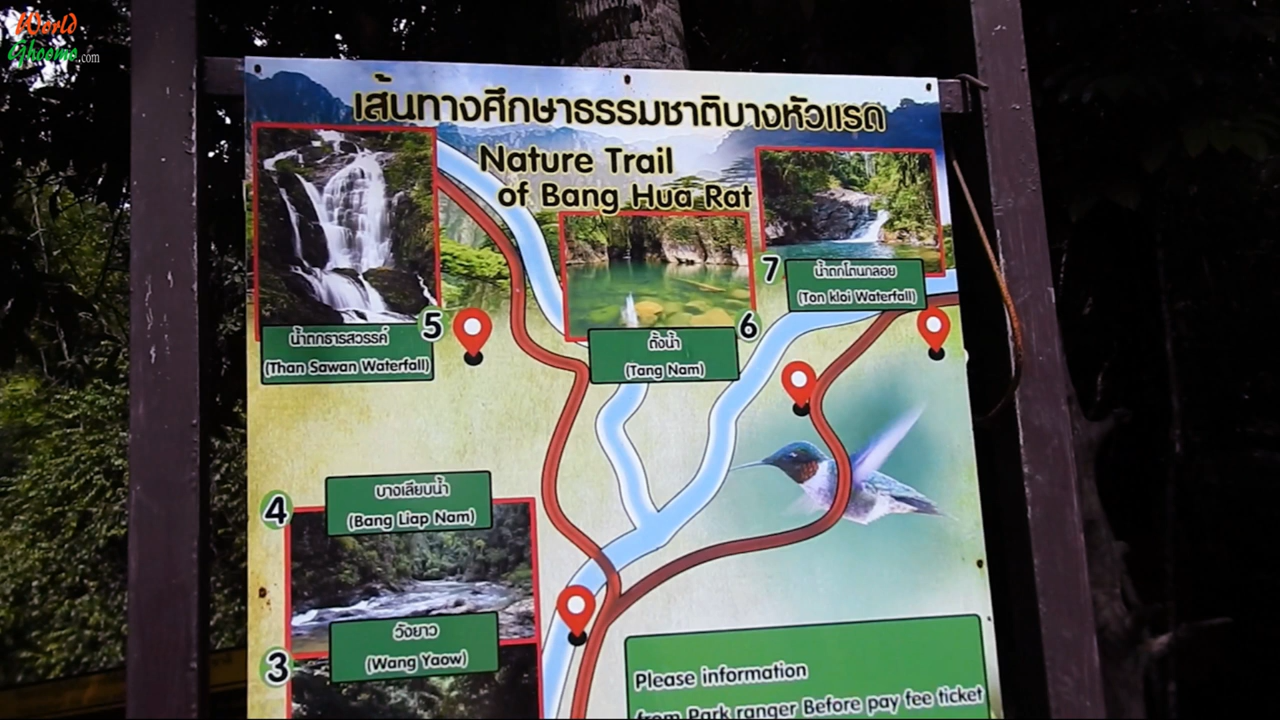 World
Ghoomo.com
เส้นทางศึกษาธรรมชาติบางหัวแรด
Nature Trail
of Bang Hua Rat
5
น้ำตกธารสวรรค์
(Than Sawan Waterfall)
6
ตั้งน้ำ
(Tang Nam)
7
น้ำตกโตนกลอย
(Ton kloi Waterfall)
4
บางเลียบน้ำ
(Bang Liap Nam)
3
วังยาว
(Wang Yaow)
Please information
from Park ranger Before pay fee ticket